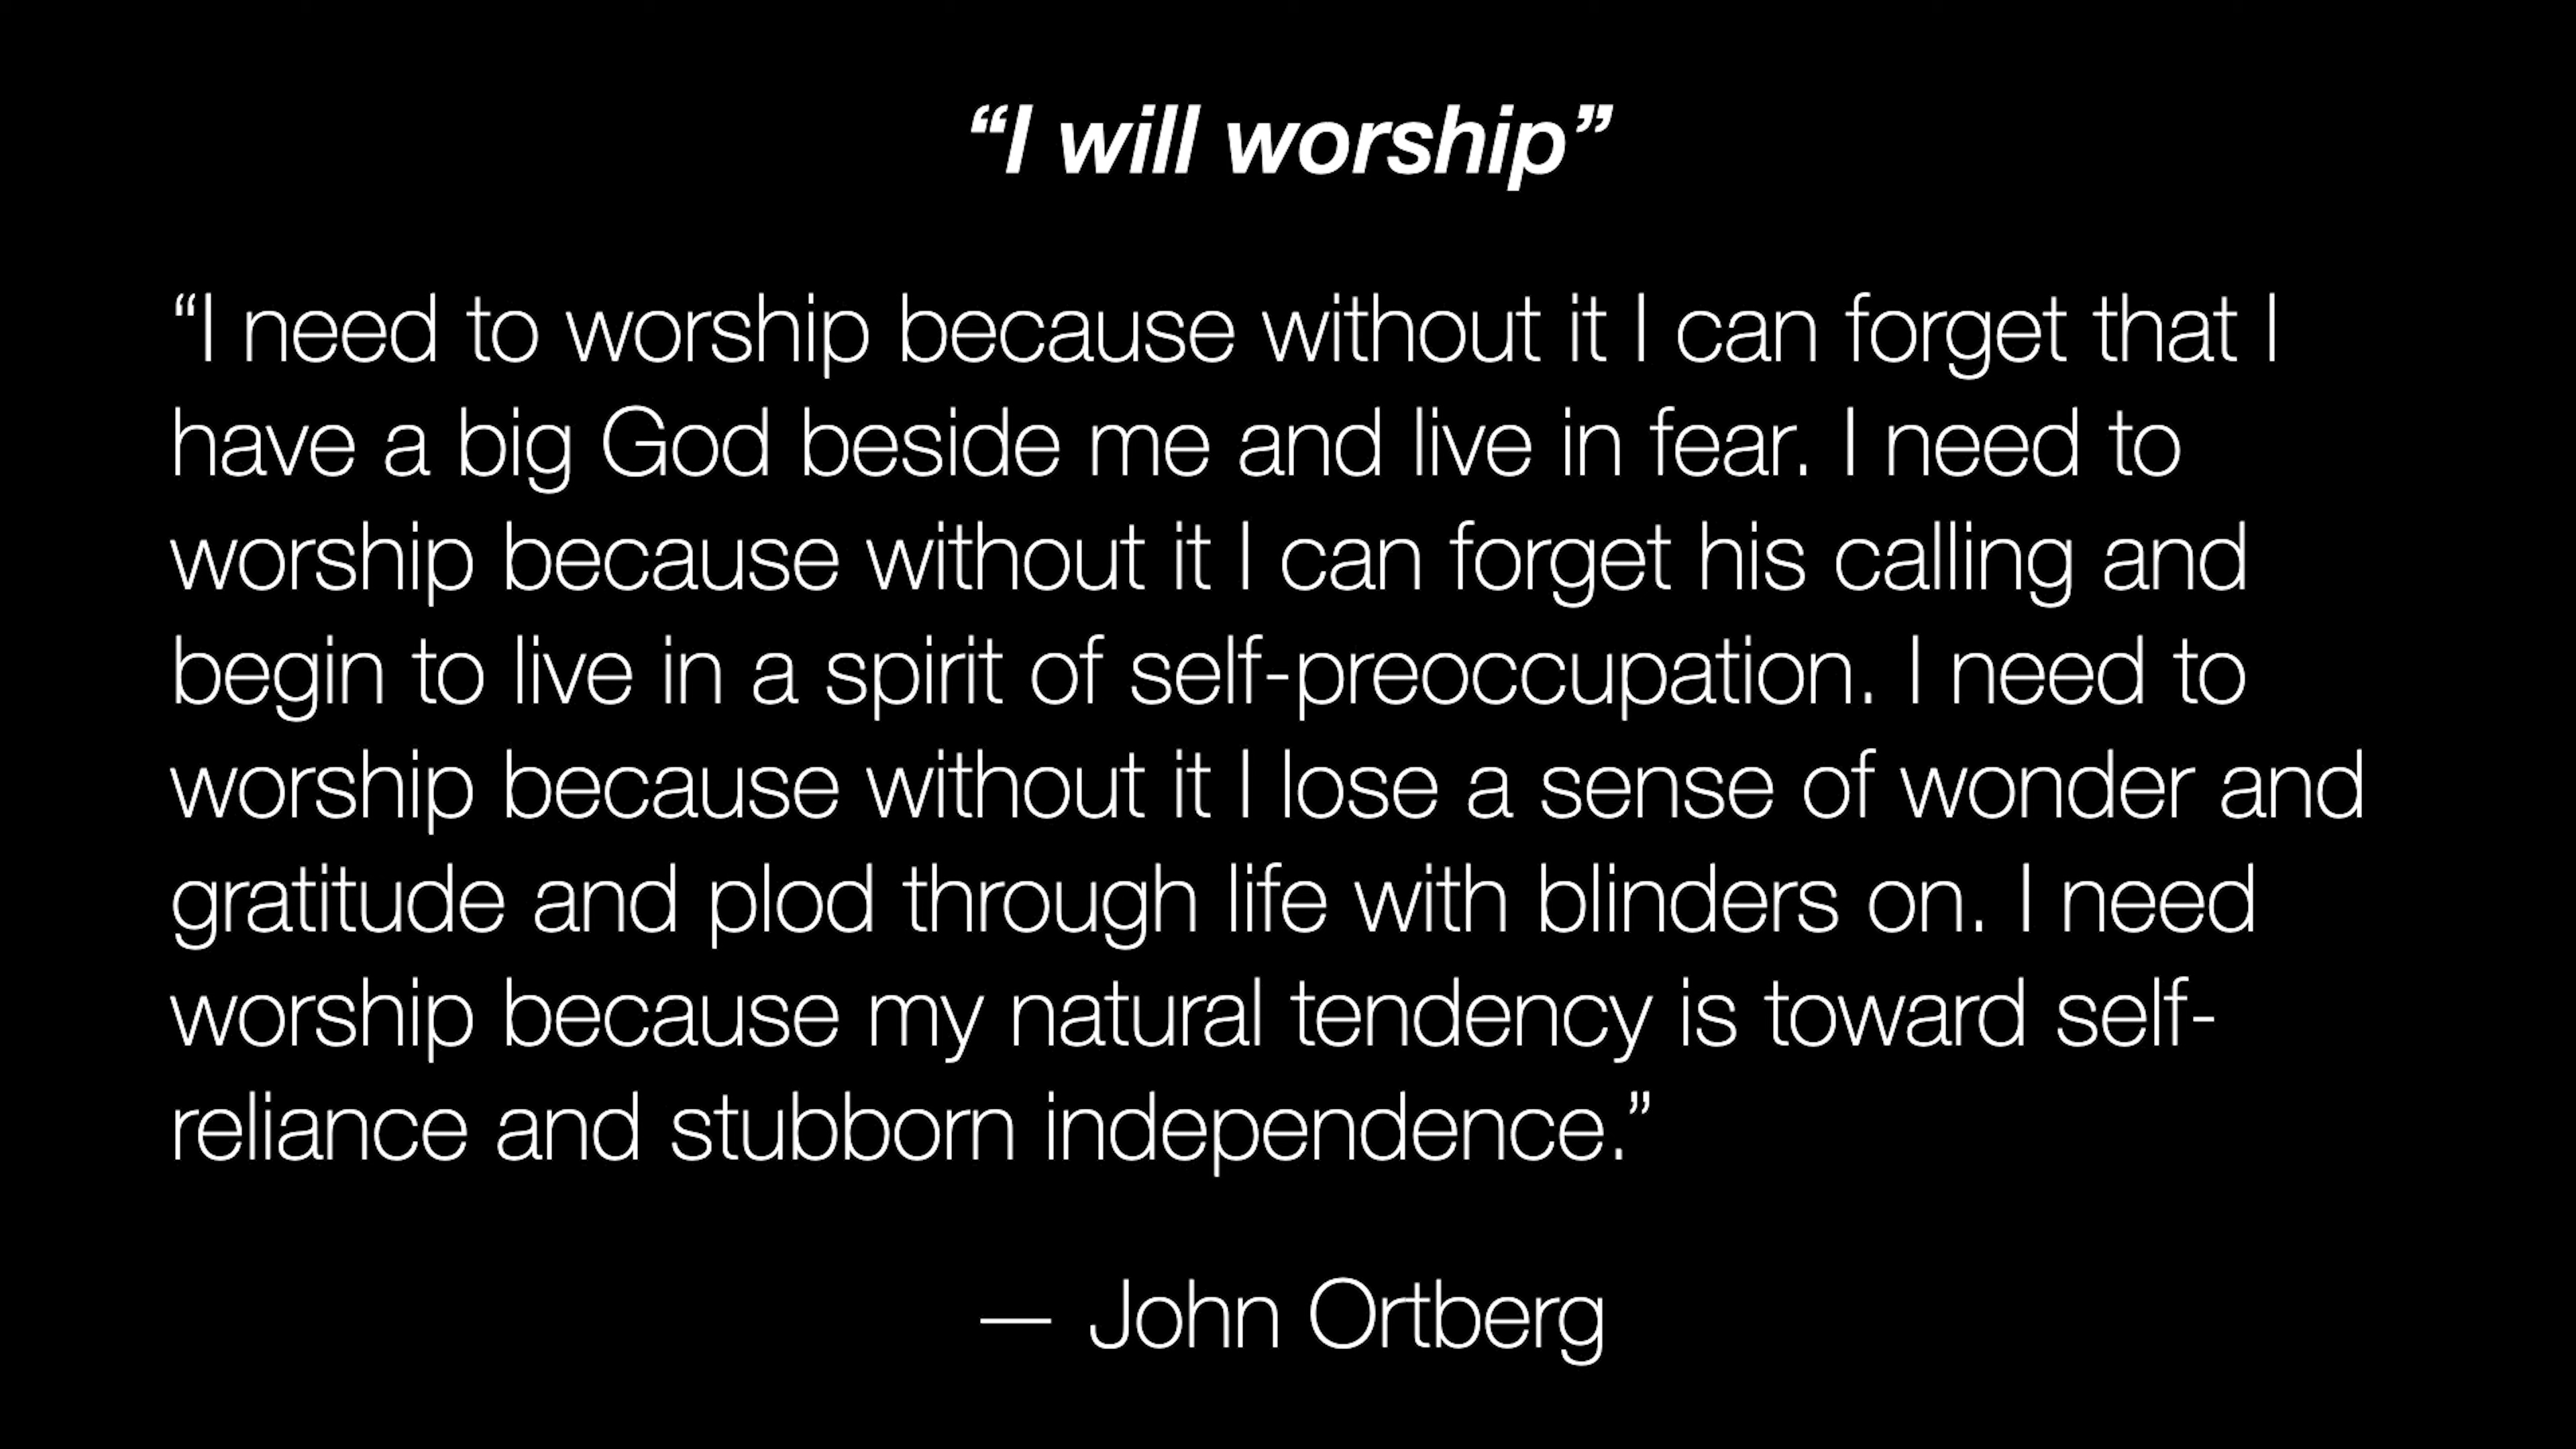 “I will worship”
“I need to worship because without it I can forget that I
have a big God beside me and live in fear. I need to
worship because without it I can forget his calling and
begin to live in a spirit of self-preoccupation. I need to
worship because without it I lose a sense of wonder and
gratitude and plod through life with blinders on. I need
worship because my natural tendency is toward self-
reliance and stubborn independence.”
— John Ortberg